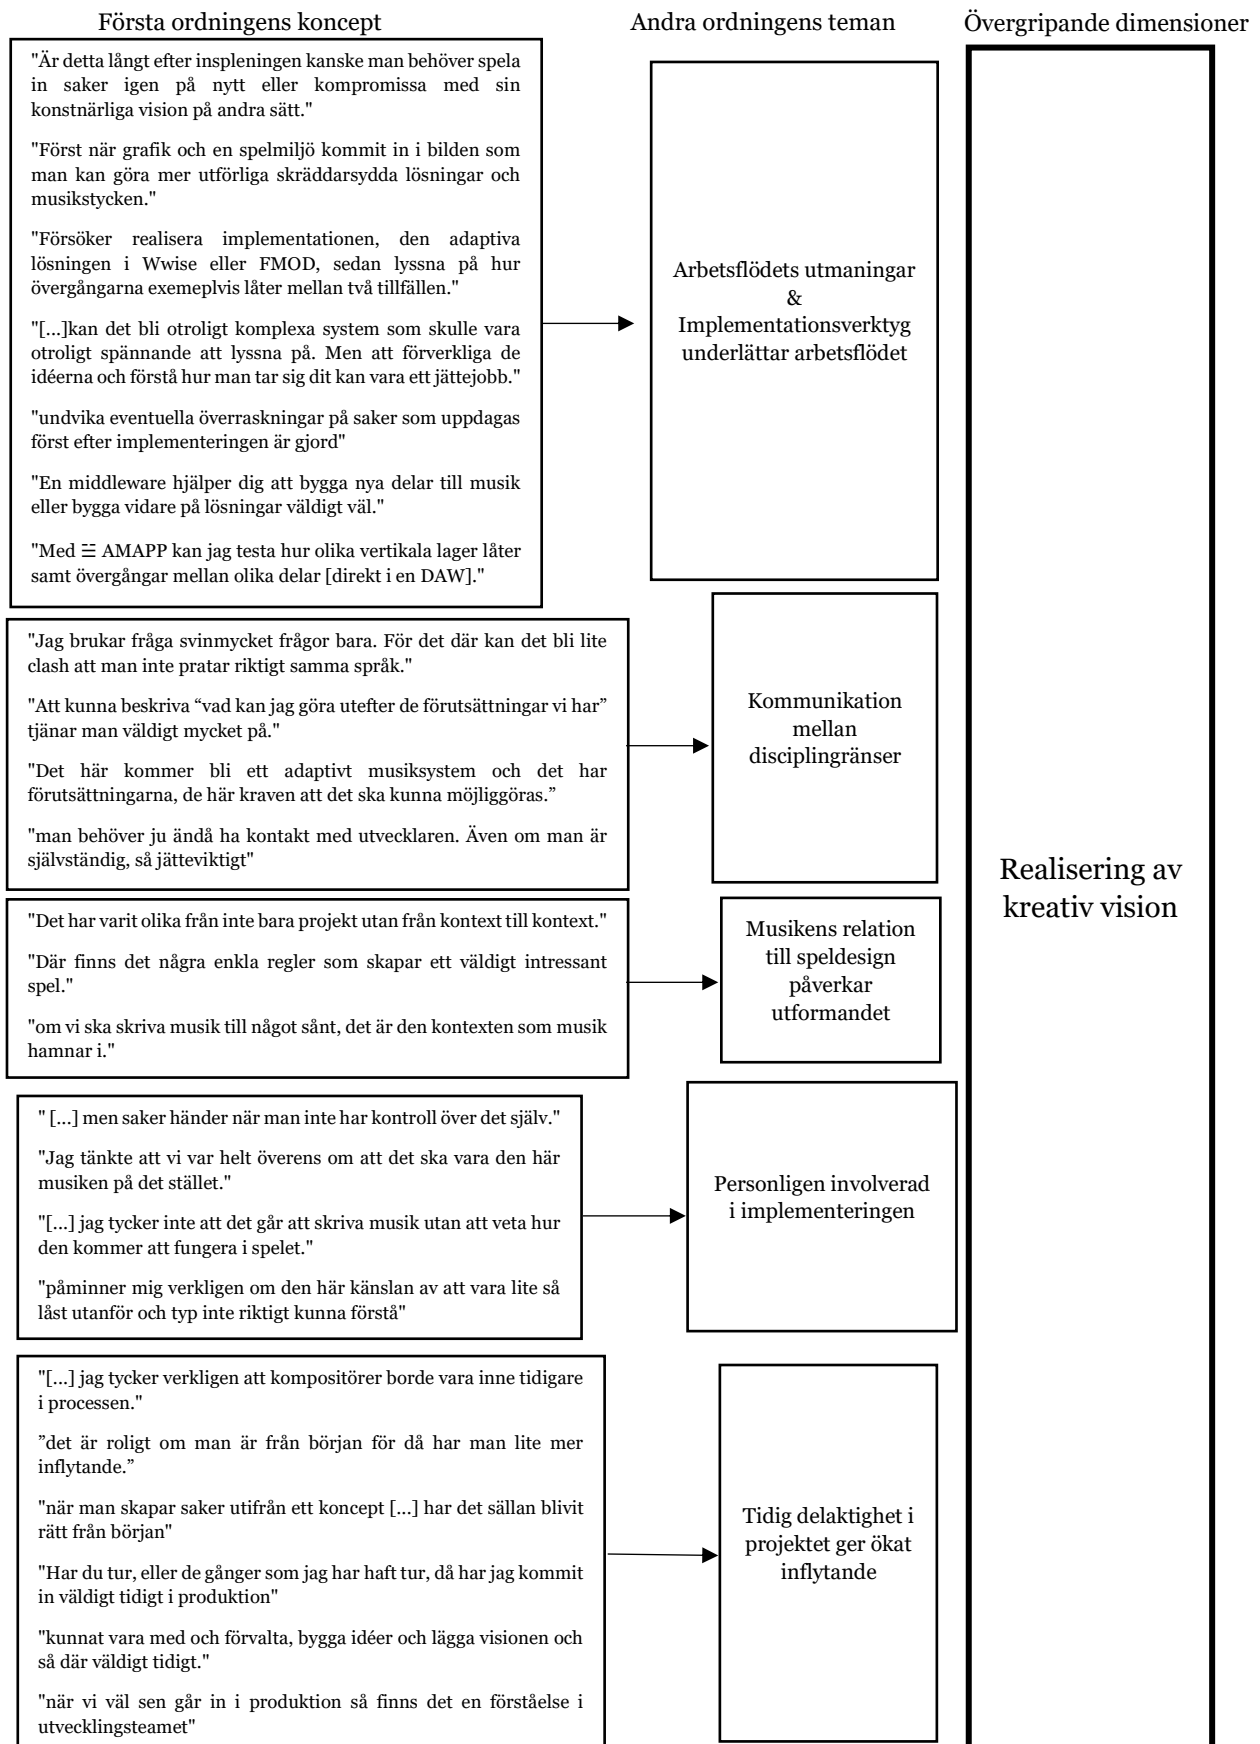 Första ordningens koncept
Andra ordningens teman
Övergripande dimensioner
"Är detta långt efter inspleningen kanske man behöver spela
in saker igen på nytt eller kompromissa med sin
konstnärliga vision på andra sätt."
"Först när grafik och en spelmiljö kommit in i bilden som
man kan göra mer utförliga skräddarsydda lösningar och
musikstycken."
"Försöker realisera implementationen, den adaptiva
lösningen i Wwise eller FMOD, sedan lyssna på hur
övergångarna exemeplvis låter mellan två tillfällen."
"[...]kan det bli otroligt komplexa system som skulle vara
otroligt spännande att lyssna på. Men att förverkliga de
idéerna och förstå hur man tar sig dit kan vara ett jättejobb."
"undvika eventuella överraskningar på saker som uppdagas
först efter implementeringen är gjord"
"En middleware hjälper dig att bygga nya delar till musik
eller bygga vidare på lösningar väldigt väl."
"Med ☱ AMAPP kan jag testa hur olika vertikala lager låter
samt övergångar mellan olika delar [direkt i en DAW]."
Arbetsflödets utmaningar
&
Implementationsverktyg
underlättar arbetsflödet
"Jag brukar fråga svinmycket frågor bara. För det där kan det bli lite
clash att man inte pratar riktigt samma språk."
"Att kunna beskriva “vad kan jag göra utefter de förutsättningar vi har”
tjänar man väldigt mycket på."
"Det här kommer bli ett adaptivt musiksystem och det har
förutsättningarna, de här kraven att det ska kunna möjliggöras.”
"man behöver ju ändå ha kontakt med utvecklaren. Även om man är
självständig, så jätteviktigt"
Kommunikation
mellan
disciplingränser
"Det har varit olika från inte bara projekt utan från kontext till kontext."
"Där finns det några enkla regler som skapar ett väldigt intressant
spel."
"om vi ska skriva musik till något sånt, det är den kontexten som musik
hamnar i."
Musikens relation
till speldesign
påverkar
utformandet
" [...] men saker händer när man inte har kontroll över det själv."
"Jag tänkte att vi var helt överens om att det ska vara den här
musiken på det stället."
"[...] jag tycker inte att det går att skriva musik utan att veta hur
den kommer att fungera i spelet."
"påminner mig verkligen om den här känslan av att vara lite så
låst utanför och typ inte riktigt kunna förstå"
Personligen involverad
i implementeringen
"[...] jag tycker verkligen att kompositörer borde vara inne tidigare
i processen."
”det är roligt om man är från början för då har man lite mer
inflytande.”
"när man skapar saker utifrån ett koncept [...] har det sällan blivit
rätt från början"
"Har du tur, eller de gånger som jag har haft tur, då har jag kommit
in väldigt tidigt i produktion"
"kunnat vara med och förvalta, bygga idéer och lägga visionen och
så där väldigt tidigt."
"när vi väl sen går in i produktion så finns det en förståelse i
utvecklingsteamet"
Tidig delaktighet i
projektet ger ökat
inflytande
Realisering av
kreativ vision